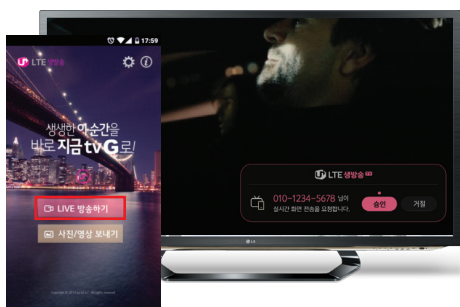 17:59
U+ LTE 생방송
생생한 이 순간을
바로 지금 tvG로!
LIVE 방송하기
사진/영상 보내기
U+ LTE 생방송 HD
010-1234-5678 님이
실시간 화면 전송을 요청합니다.
승인
거절
LG